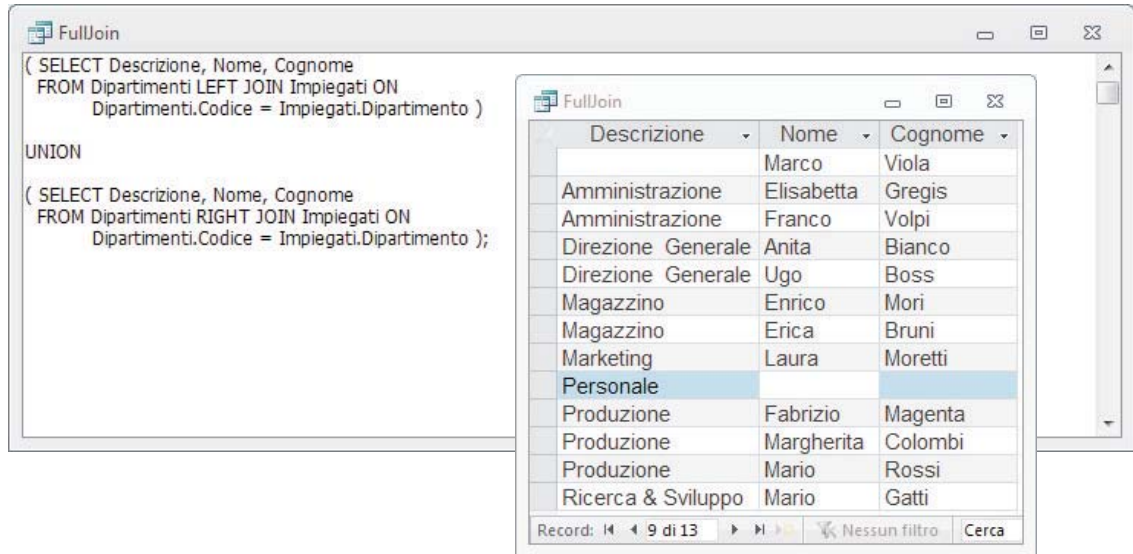 FullJoin
( SELECT Descrizione, Nome, Cognome
FROM Dipartimenti LEFT JOIN Impiegati ON
Dipartimenti.Codice = Impiegati.Dipartimento )
UNION
( SELECT Descrizione, Nome, Cognome
FROM Dipartimenti RIGHT JOIN Impiegati ON
Dipartimenti.Codice = Impiegati.Dipartimento );
FullJoin
Descrizione Nome Cognome
Marco Viola
Amministrazione Elisabetta Gregis
Amministrazione Franco Volpi
Direzione Generale Anita Bianco
Direzione Generale Ugo Boss
Magazzino Enrico Mori
Magazzino Erica Bruni
Marketing Laura Moretti
Personale
Produzione Fabrizio Magenta
Produzione Margherita Colombi
Produzione Mario Rossi
Ricerca & Sviluppo Mario Gatti
Record: 9 di 13 Nessun filtro Cerca